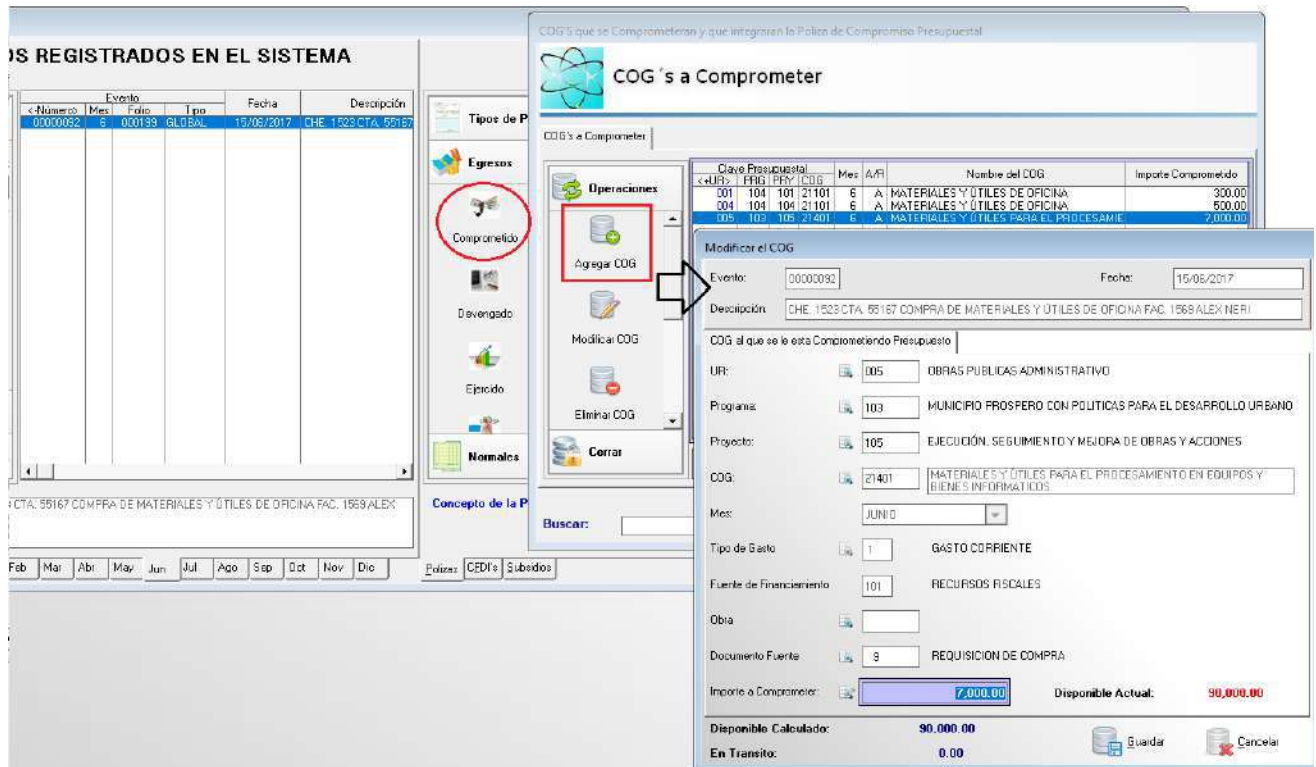 OS REGISTRADOS EN EL SISTEMA
Evento
<-Número> Mes Folio Tipo Fecha Descripción
00000092 6 000199 GLOBAL 15/06/2017 CHE. 1523 CTA. 55167
CTA. 55167 COMPRA DE MATERIALES Y ÚTILES DE OFICINA FAC. 1569 ALEX
Feb Mar Abr May Jun Jul Ago Sep Oct Nov Dic
Tipos de P
Egresos
Comprometido
Devengado
Ejercido
Normales
Concepto de la P
Polizas CFDI's Subsidios
COG'S que se Comprometeran y que integraran la Poliza de Compromiso Presupuestal
COG´s a Comprometer
COG's a Comprometer
Operaciones
Agregar COG
Modificar COG
Eliminar COG
Cerrar
Buscar:
Clave Presupuestal
<+UR> PRG PRY COG Mes A/R Nombre del COG Importe Comprometido
001 104 101 21101 6 A MATERIALES Y ÚTILES DE OFICINA 300.00
004 104 104 21101 6 A MATERIALES Y ÚTILES DE OFICINA 500.00
005 103 105 21401 6 A MATERIALES Y ÚTILES PARA EL PROCESAMIE 7,000.00
Modificar el COG
Evento: 00000092 Fecha: 15/06/2017
Descripción: CHE. 1523 CTA. 55167 COMPRA DE MATERIALES Y ÚTILES DE OFICINA FAC. 1569 ALEX NERI
COG al que se le esta Comprometiendo Presupuesto
UR: 005 OBRAS PUBLICAS ADMINISTRATIVO
Programa: 103 MUNICIPIO PROSPERO CON POLITICAS PARA EL DESARROLLO URBANO
Proyecto: 105 EJECUCIÓN, SEGUIMIENTO Y MEJORA DE OBRAS Y ACCIONES
COG: 21401 MATERIALES Y ÚTILES PARA EL PROCESAMIENTO EN EQUIPOS Y
BIENES INFORMATICOS
Mes: JUNIO
Tipo de Gasto 1 GASTO CORRIENTE
Fuente de Financiamiento 101 RECURSOS FISCALES
Obra
Documento Fuente 9 REQUISICION DE COMPRA
Importe a Comprometer: 7,000.00 Disponible Actual: 90,000.00
Disponible Calculado: 90,000.00
En Transito: 0.00
Guardar Cancelar